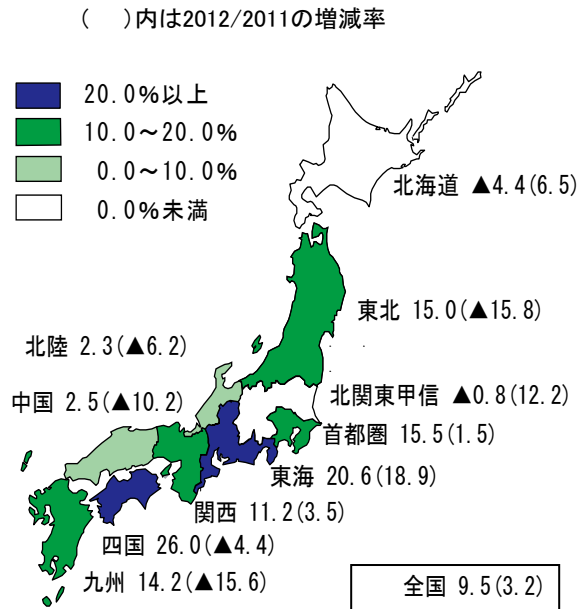 (　)内は2012/2011の増減率
20.0%以上
10.0～20.0%
0.0～10.0%
0.0%未満
北海道 ▲4.4(6.5)
東北 15.0(▲15.8)
北陸 2.3(▲6.2)
中国 2.5(▲10.2)
北関東甲信 ▲0.8(12.2)
首都圏 15.5(1.5)
東海 20.6(18.9)
関西 11.2(3.5)
四国 26.0(▲4.4)
九州 14.2(▲15.6)
全国 9.5(3.2)